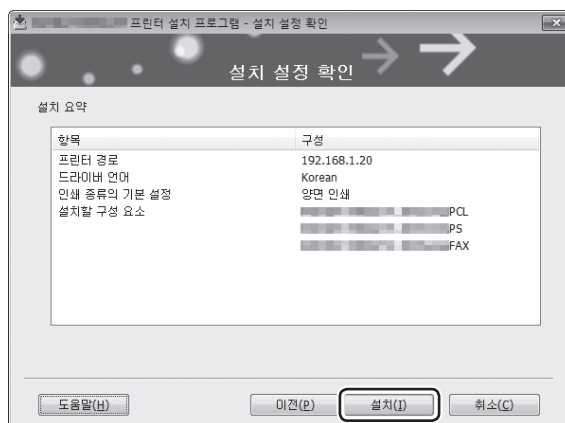 프린터 설치 프로그램 - 설치 설정 확인
설치 설정 확인
설치 요약
항목 구성
프린터 경로 192.168.1.20
드라이버 언어 Korean
인쇄 종류의 기본 설정 양면 인쇄
설치할 구성 요소 PCL
PS
FAX
도움말(H) 이전(P) 설치(I) 취소(C)